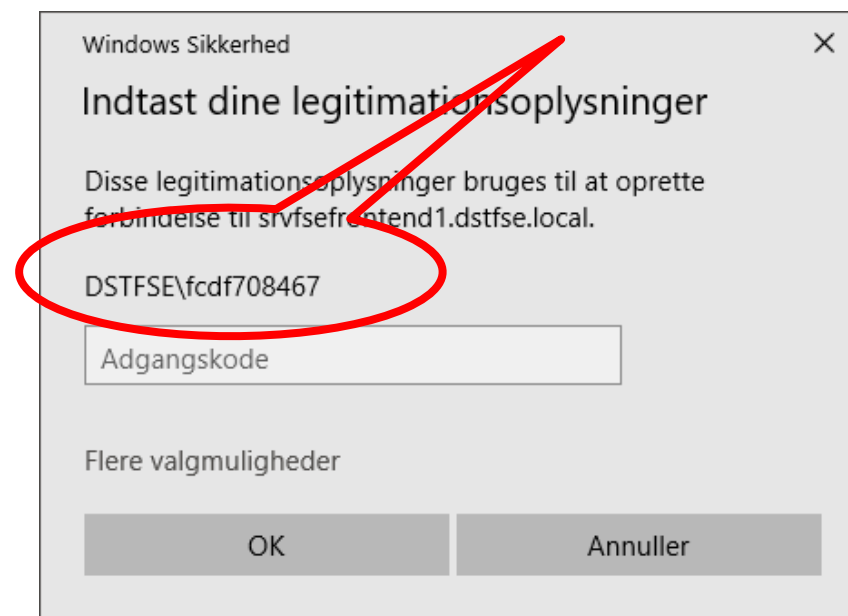 Windows Sikkerhed
Indtast dine legitimationsoplysninger
Disse legitimationsoplysninger bruges til at oprette
forbindelse til srvfsefrontend1.dstfse.local.
DSTFSE\fcdf708467
Adgangskode
Flere valgmuligheder
OK
Annuller